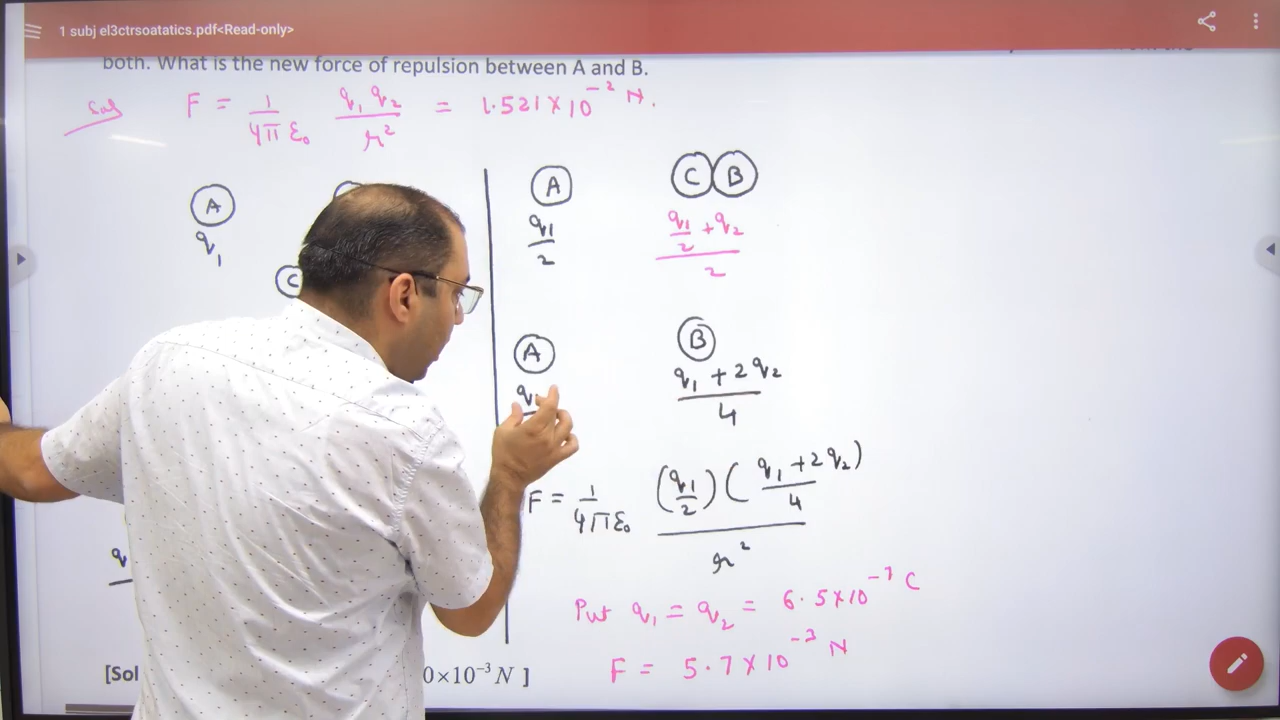 1 subj el3ctrsoatatics.pdf<Read-only>
both. What is the new force of repulsion between A and B.
Sol F = 1/4πε₀ q₁q₂/r² = 1.521×10⁻² N.
A C B
A
q₁/2 (q₁/2 + q₂)/2
q₁
C
A B
q₁ (q₁ + 2q₂)/4
F = 1/4πε₀ (q₁/2)((q₁ + 2q₂)/4)/r²
q
Put q₁ = q₂ = 6.5×10⁻⁷ C
F = 5.7×10⁻³ N
[Sol 0×10⁻³ N ]